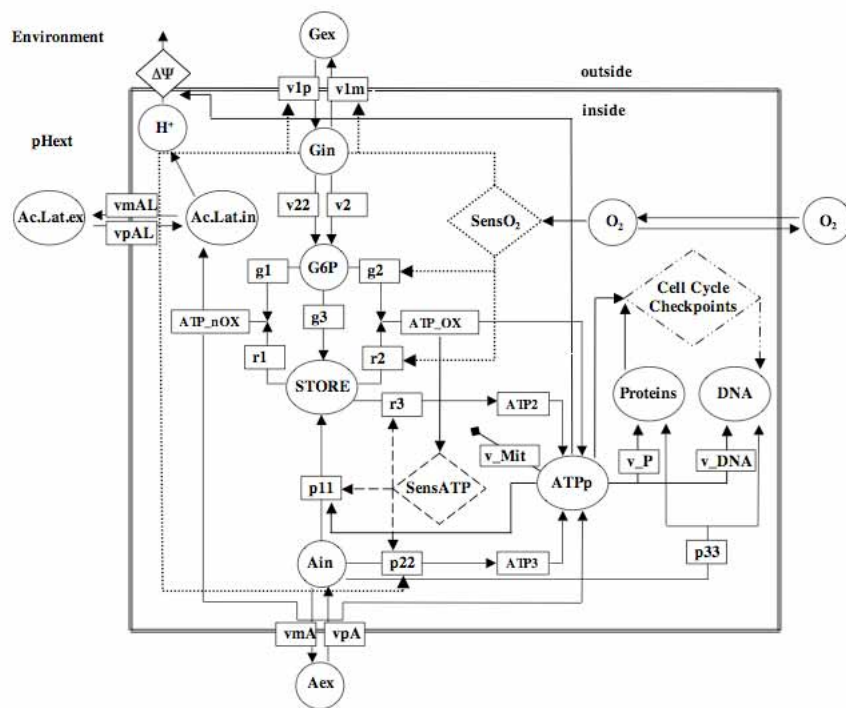 Environment
Gex
ΔΨ
outside
v1p
v1m
inside
H+
pHext
Gin
vmAL
Ac.Lat.ex
Ac.Lat.in
vpAL
v22
v2
SensO2
O2
O2
G6P
g1
g2
Cell Cycle
Checkpoints
ATP_nOX
g3
ATP_OX
r1
r2
STORE
Proteins
DNA
r3
ATP2
v_Mit
v_P
v_DNA
p11
SensATP
ATPp
Ain
p22
ATP3
p33
vmA
vpA
Aex